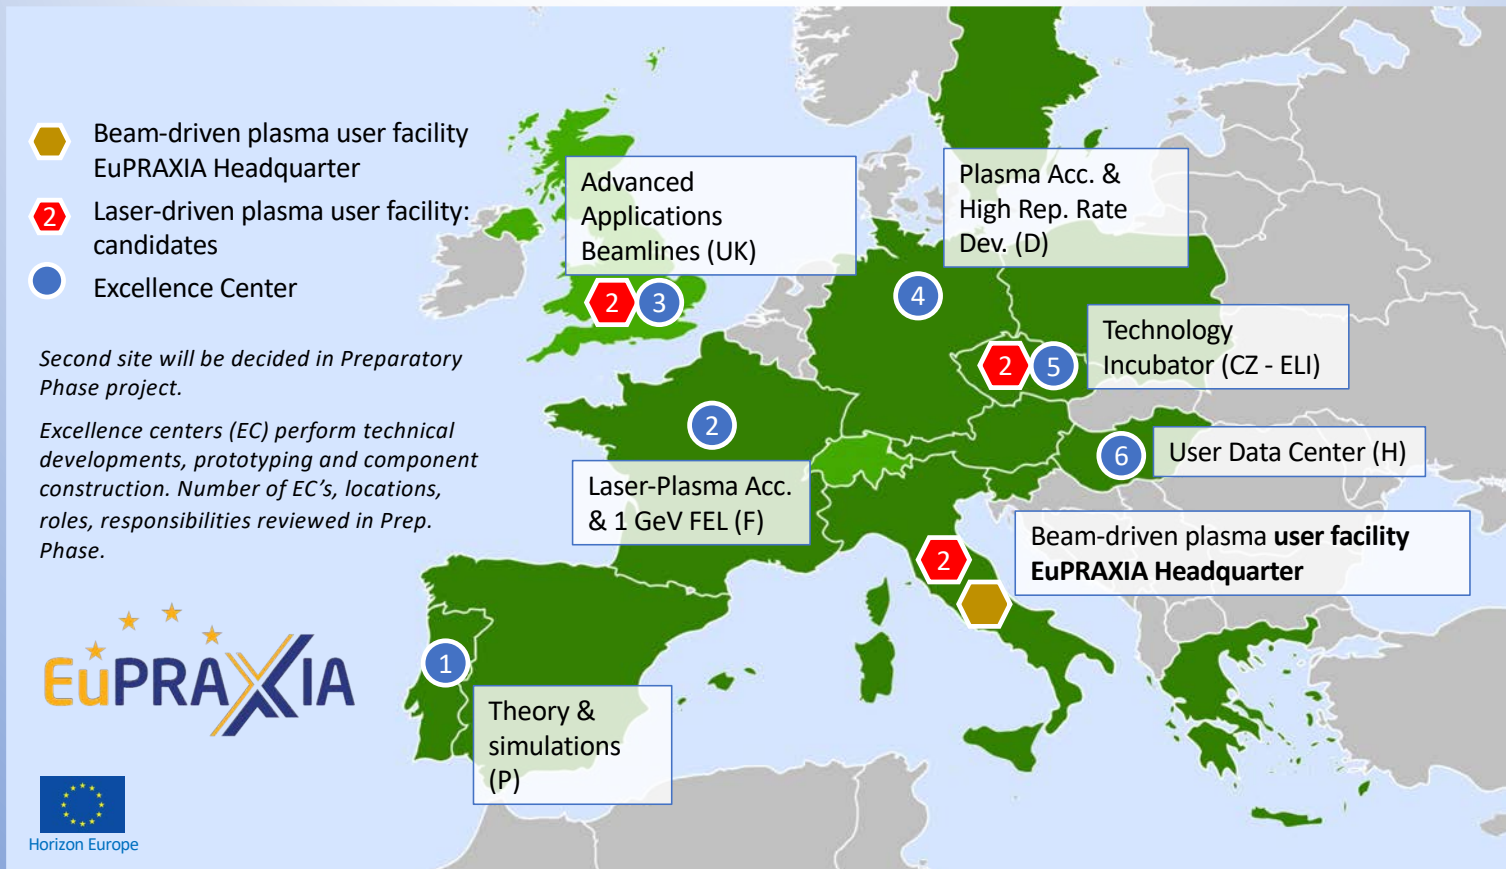 Beam-driven plasma user facility
EuPRAXIA Headquarter
2
Laser-driven plasma user facility:
candidates
Excellence Center
Second site will be decided in Preparatory
Phase project.
Excellence centers (EC) perform technical
developments, prototyping and component
construction. Number of EC’s, locations,
roles, responsibilities reviewed in Prep.
Phase.
EuPRAXIA
Horizon Europe
Advanced
Applications
Beamlines (UK)
2
3
Plasma Acc. &
High Rep. Rate
Dev. (D)
4
Technology
Incubator (CZ - ELI)
2
5
2
Laser-Plasma Acc.
& 1 GeV FEL (F)
6
User Data Center (H)
Beam-driven plasma user facility
EuPRAXIA Headquarter
2
1
Theory &
simulations
(P)